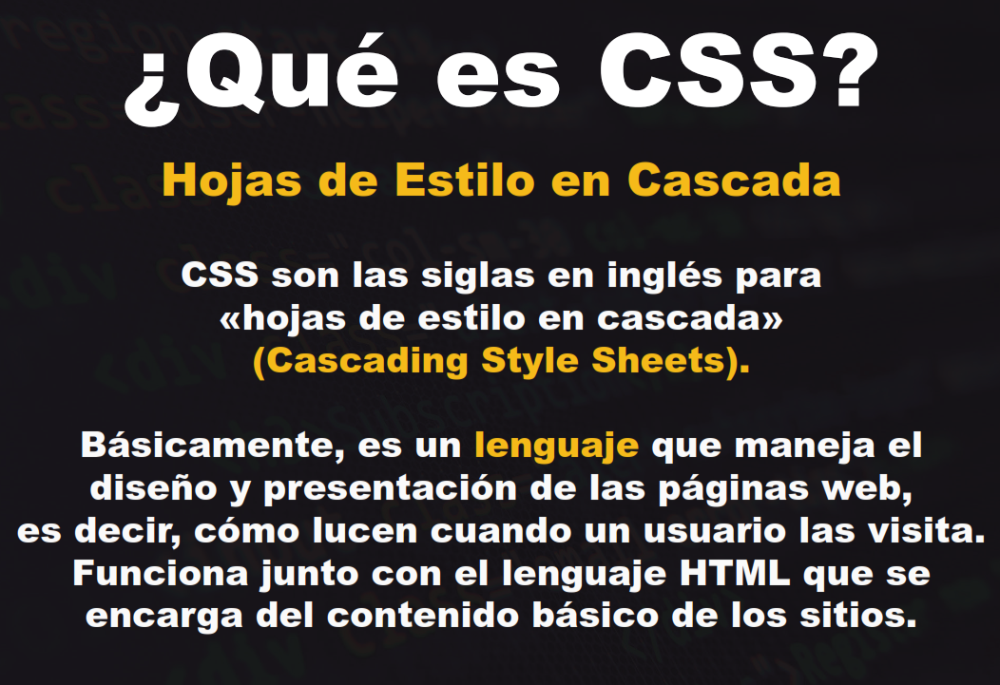 ¿Qué es CSS?
Hojas de Estilo en Cascada
CSS son las siglas en inglés para
«hojas de estilo en cascada»
(Cascading Style Sheets).
Básicamente, es un lenguaje que maneja el
diseño y presentación de las páginas web,
es decir, cómo lucen cuando un usuario las visita.
Funciona junto con el lenguaje HTML que se
encarga del contenido básico de los sitios.